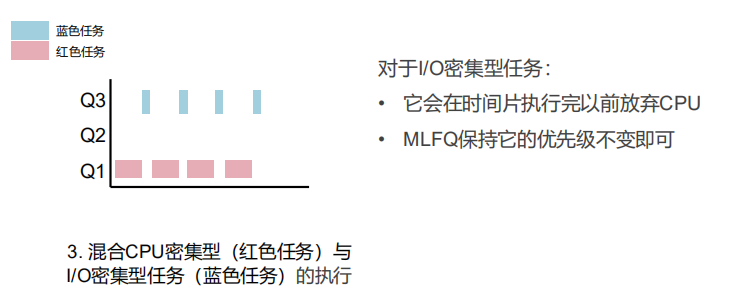 蓝色任务
红色任务
Q3
Q2
Q1
对于I/O密集型任务：
• 它会在时间片执行完以前放弃CPU
• MLFQ保持它的优先级不变即可
3. 混合CPU密集型（红色任务）与
I/O密集型任务（蓝色任务）的执行